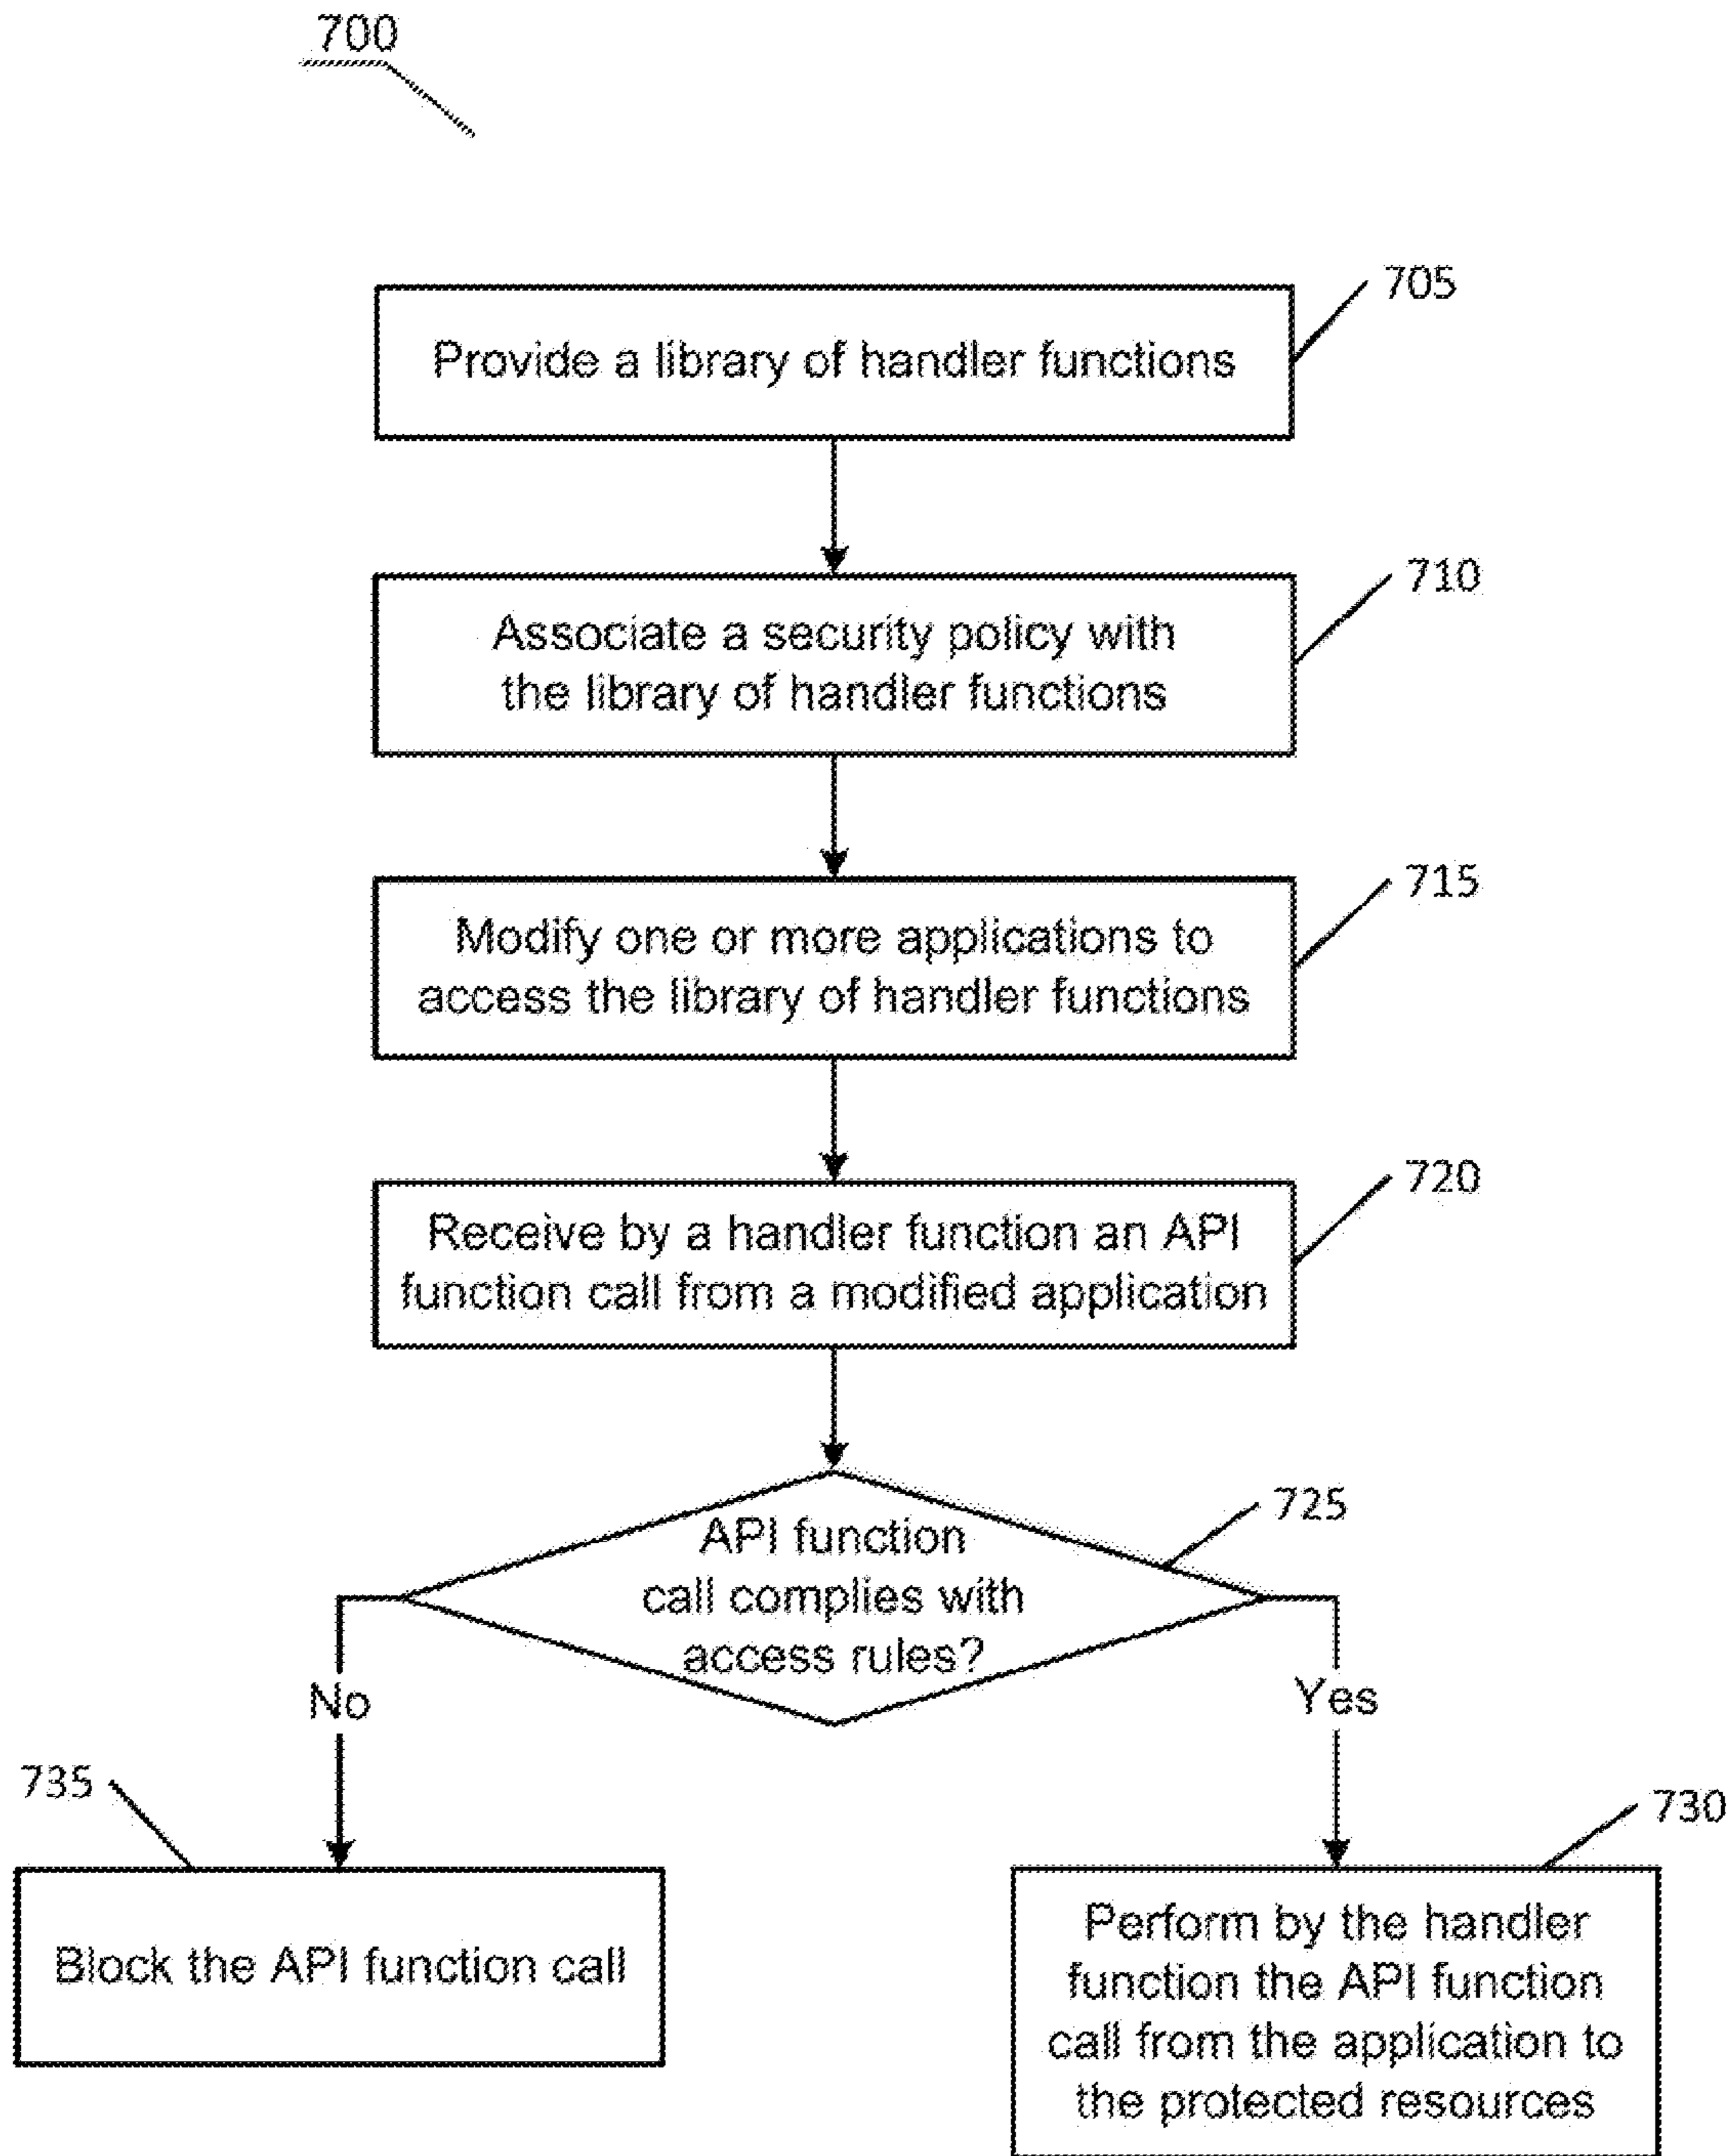 700
705
Provide a library of handler functions
710
Associate a security policy with
the library of handler functions
715
Modify one or more applications to
access the library of handler functions
720
Receive by a handler function an API
function call from a modified application
725
API function
call complies with
access rules?
No
Yes
735
730
Block the API function call
Perform by the handler
function the API function
call from the application to
the protected resources